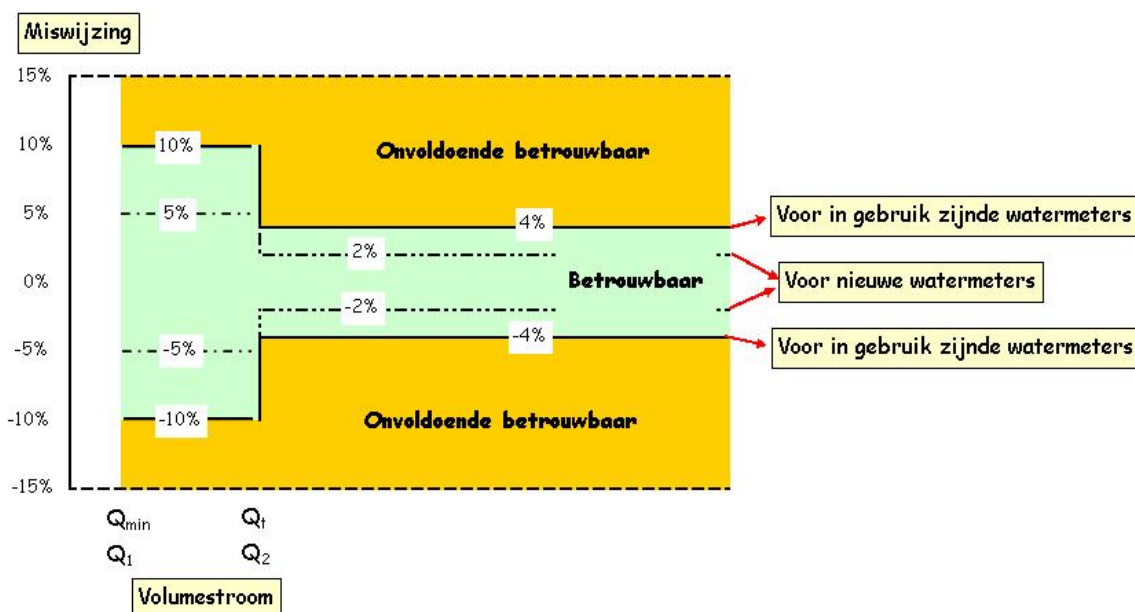 Miswijzing
15%
10%
10%
Onvoldoende betrouwbaar
5%
5%
4%
Voor in gebruik zijnde watermeters
2%
0%
Betrouwbaar
Voor nieuwe watermeters
-2%
-5%
-5%
-4%
Voor in gebruik zijnde watermeters
-10%
-10%
Onvoldoende betrouwbaar
-15%
Qmin
Qt
Q1
Q2
Volumestroom